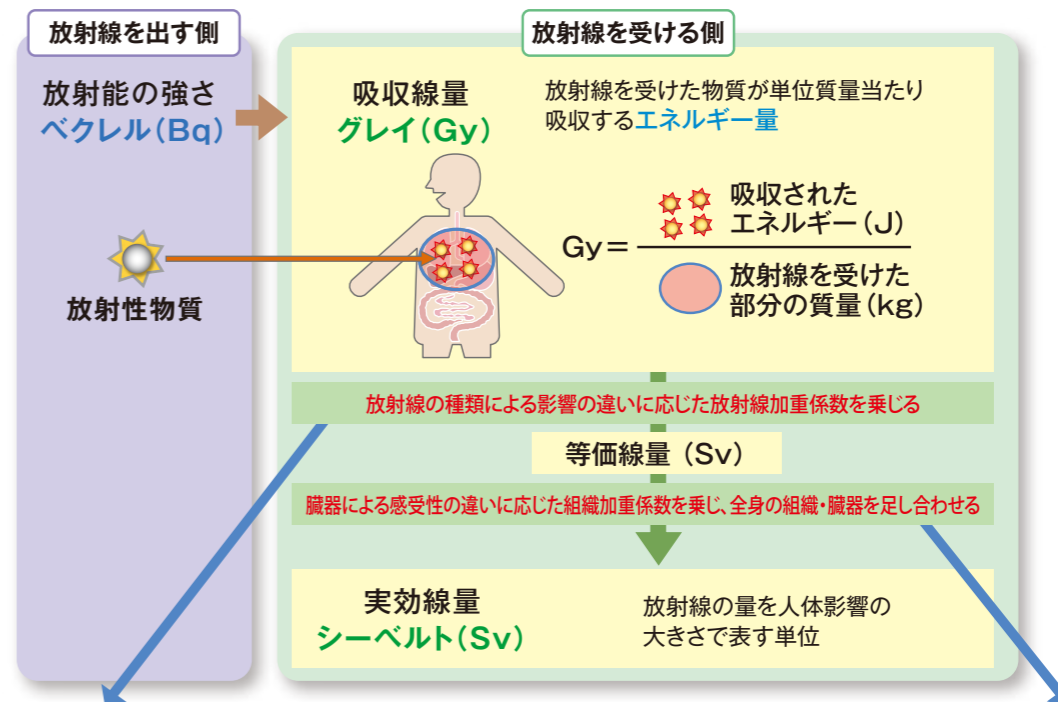 放射線を出す側
放射能の強さ
ベクレル(Bq)
放射性物質
放射線を受ける側
吸収線量
グレイ(Gy)
放射線を受けた物質が単位質量当たり
吸収するエネルギー量
Gy＝
吸収された
エネルギー(J)
放射線を受けた
部分の質量(kg)
放射線の種類による影響の違いに応じた放射線加重係数を乗じる
等価線量 (Sv)
臓器による感受性の違いに応じた組織加重係数を乗じ、全身の組織・臓器を足し合わせる
実効線量
シーベルト(Sv)
放射線の量を人体影響の
大きさで表す単位